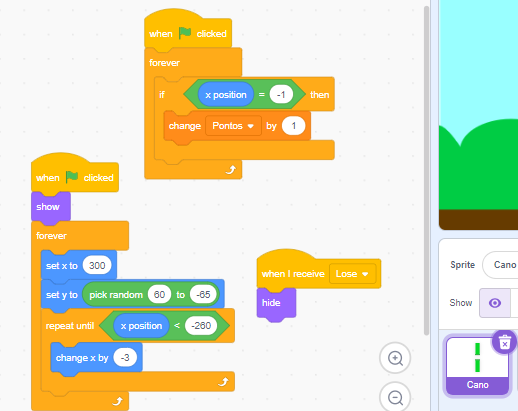 when clicked
forever
if x position = -1 then
change Pontos by 1
when clicked
show
forever
set x to 300
set y to pick random 60 to -65
repeat until x position < -260
change x by -3
when I receive Lose
hide
Sprite Cano
Show
Cano